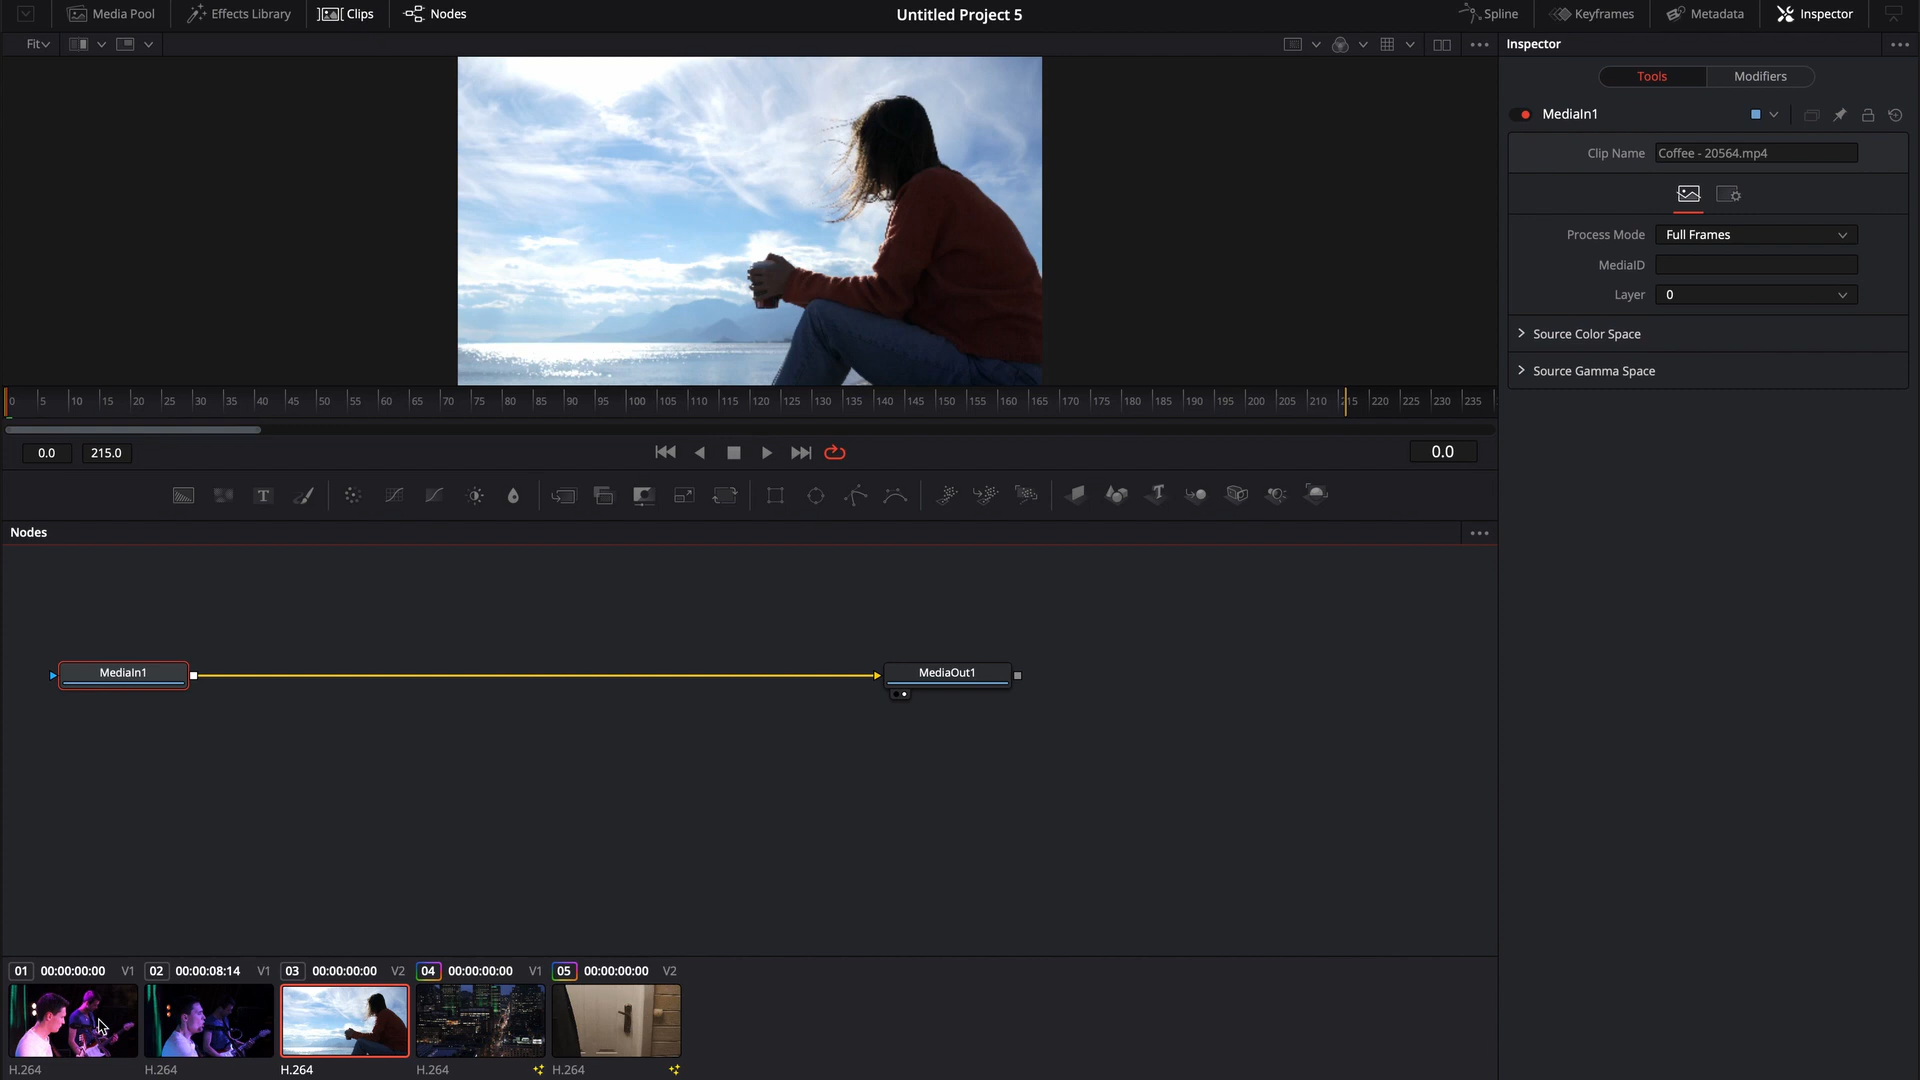 Media Pool
Effects Library
Clips
Nodes
Untitled Project 5
Spline
Keyframes
Metadata
Inspector
Fit
Inspector
Tools
Modifiers
MediaIn1
Clip Name
Coffee - 20564.mp4
Process Mode
Full Frames
MediaID
Layer
0
Source Color Space
Source Gamma Space
0 5 10 15 20 25 30 35 40 45 50 55 60 65 70 75 80 85 90 95 100 105 110 115 120 125 130 135 140 145 150 155 160 165 170 175 180 185 190 195 200 205 210 215 220 225 230 235
0.0
215.0
0.0
T
Nodes
MediaIn1
MediaOut1
01 00:00:00:00 V1
02 00:00:08:14 V1
03 00:00:00:00 V2
04 00:00:00:00 V1
05 00:00:00:00 V2
H.264
H.264
H.264
H.264
H.264